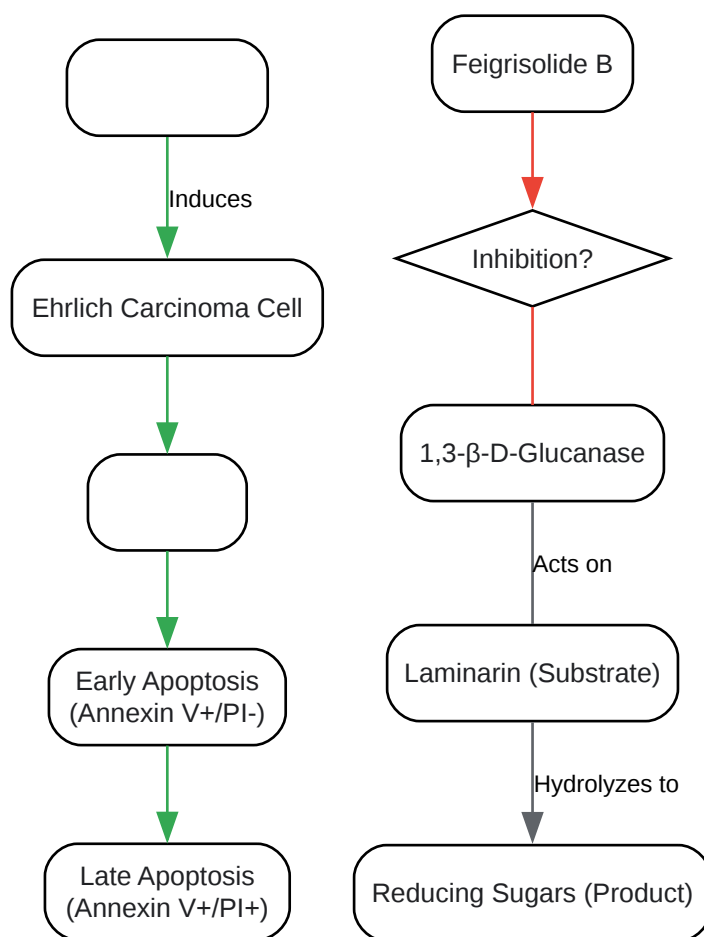 Induces
Ehrlich Carcinoma Cell
Early Apoptosis
(Annexin V+/PI-)
Late Apoptosis
(Annexin V+/PI+)
Feigrisolide B
Inhibition?
1,3-β-D-Glucanase
Acts on
Laminarin (Substrate)
Hydrolyzes to
Reducing Sugars (Product)